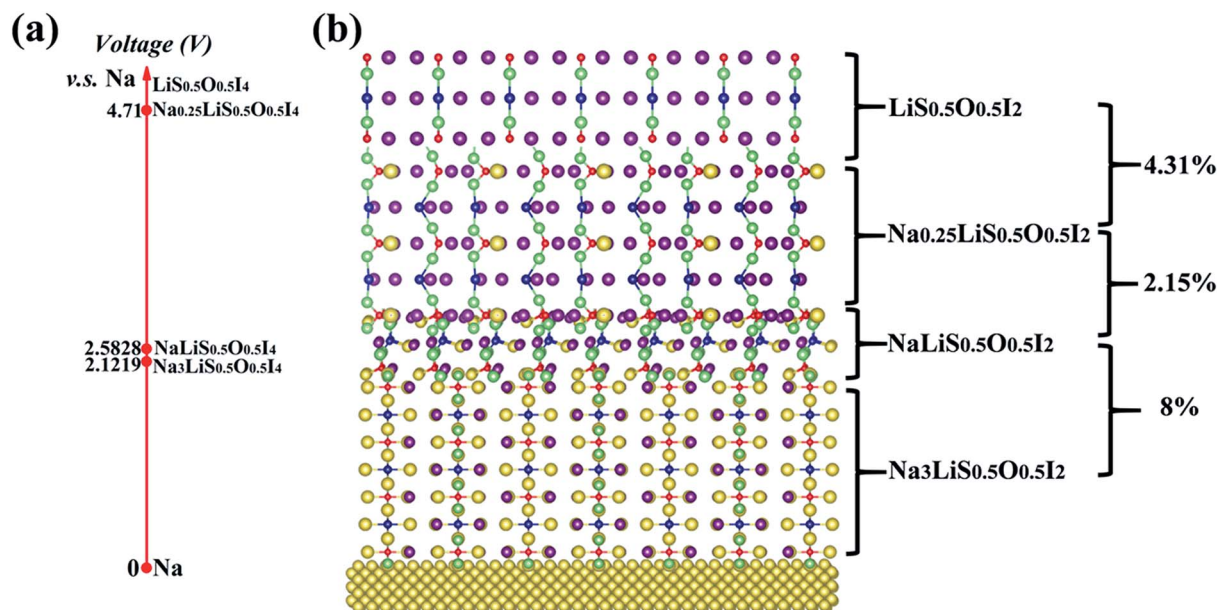 (a)
Voltage (V)
v.s. Na
LiS0.5O0.5I4
4.71 Na0.25LiS0.5O0.5I4
2.5828 NaLiS0.5O0.5I4
2.1219 Na3LiS0.5O0.5I4
0 Na
(b)
LiS0.5O0.5I2
4.31%
Na0.25LiS0.5O0.5I2
2.15%
NaLiS0.5O0.5I2
8%
Na3LiS0.5O0.5I2